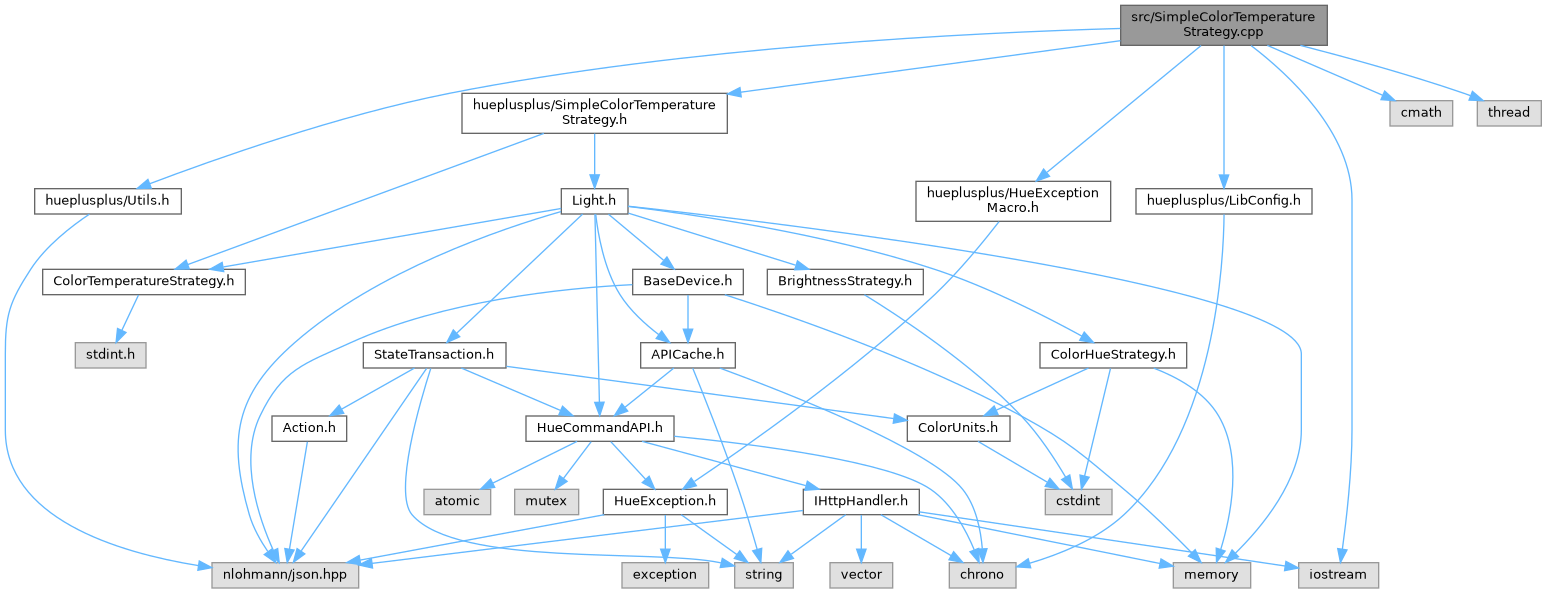 src/SimpleColorTemperature
Strategy.cpp
hueplusplus/SimpleColorTemperature
Strategy.h
cmath
thread
hueplusplus/Utils.h
Light.h
hueplusplus/HueException
Macro.h
hueplusplus/LibConfig.h
ColorTemperatureStrategy.h
BaseDevice.h
BrightnessStrategy.h
stdint.h
StateTransaction.h
APICache.h
ColorHueStrategy.h
Action.h
HueCommandAPI.h
ColorUnits.h
atomic
mutex
HueException.h
IHttpHandler.h
cstdint
nlohmann/json.hpp
exception
string
vector
chrono
memory
iostream